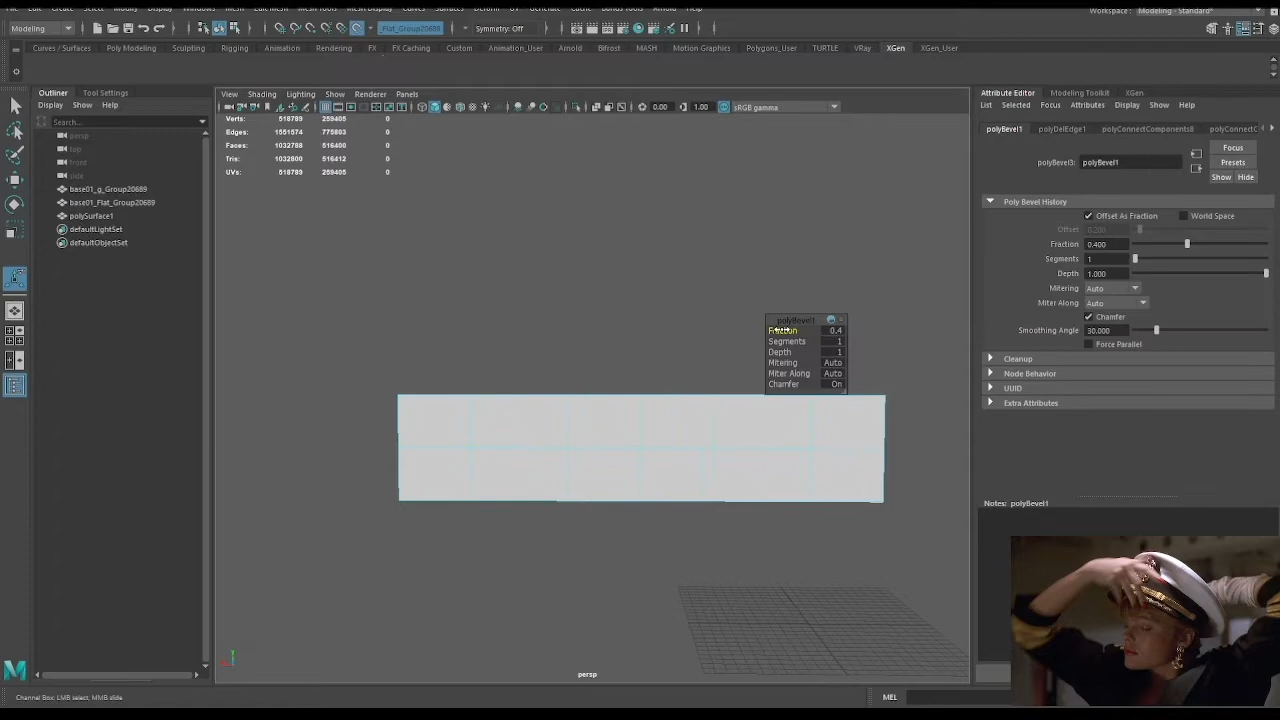 Workspace : Modeling - Standard*
Modeling
_Flat_Group20689
Symmetry: Off
Curves / Surfaces Poly Modeling Sculpting Rigging Animation Rendering FX FX Caching Custom Animation_User Arnold Bifrost MASH Motion Graphics Polygons_User TURTLE VRay XGen XGen_User
Outliner Tool Settings
Display Show Help
Search...
persp
top
front
side
base01_g_Group20689
base01_Flat_Group20689
polySurface1
defaultLightSet
defaultObjectSet
View Shading Lighting Show Renderer Panels
0.00 1.00 sRGB gamma
Verts: 518789 259405 0
Edges: 1551574 775803 0
Faces: 1032788 516400 0
Tris: 1032800 516412 0
UVs: 518789 259405 0
polyBevel1
Fraction 0.4
Segments 1
Depth 1
Mitering Auto
Miter Along Auto
Chamfer On
persp
Attribute Editor Modeling Toolkit XGen
List Selected Focus Attributes Display Show Help
polyBevel1 polyDelEdge1 polyConnectComponents8 polyConnectC
Focus
polyBevel3: polyBevel1
Presets
Show Hide
Poly Bevel History
Offset As Fraction World Space
Offset 0.200
Fraction 0.400
Segments 1
Depth 1.000
Mitering Auto
Miter Along Auto
Chamfer
Smoothing Angle 30.000
Force Parallel
Cleanup
Node Behavior
UUID
Extra Attributes
Notes: polyBevel1
Channel Box: LMB select, MMB slide
MEL